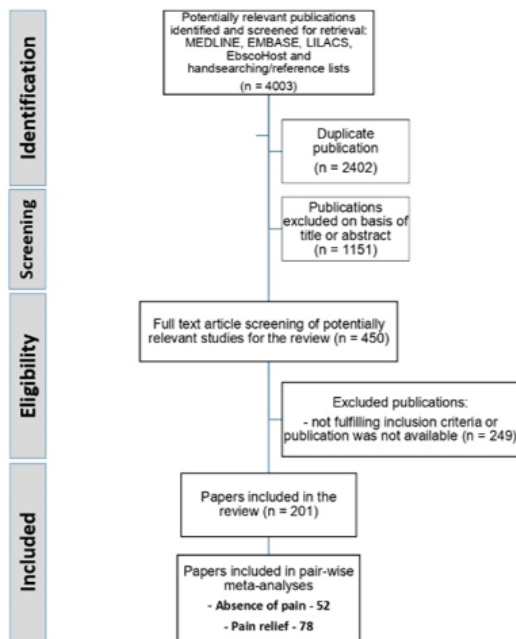 Identification
Potentially relevant publications
identified and screened for retrieval:
MEDLINE, EMBASE, LILACS,
EbscoHost and
handsearching/reference lists
(n = 4003)
Duplicate
publication
(n = 2402)
Screening
Publications
excluded on basis of
title or abstract
(n = 1151)
Eligibility
Full text article screening of potentially
relevant studies for the review (n = 450)
Excluded publications:
- not fulfilling inclusion criteria or
publication was not available (n = 249)
Included
Papers included in the
review (n = 201)
Papers included in pair-wise
meta-analyses
- Absence of pain - 52
- Pain relief - 78